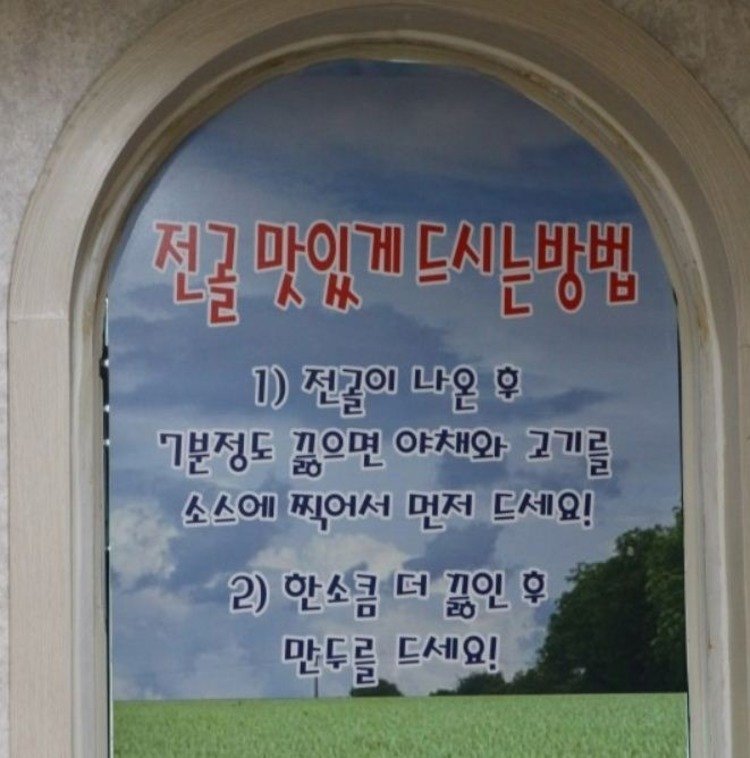 전골 맛있게 드시는방법
1) 전골이 나온 후
7분정도 끓으면 야채와 고기를
소스에 찍어서 먼저 드세요!
2) 한소큼 더 끓인 후
만두를 드세요!